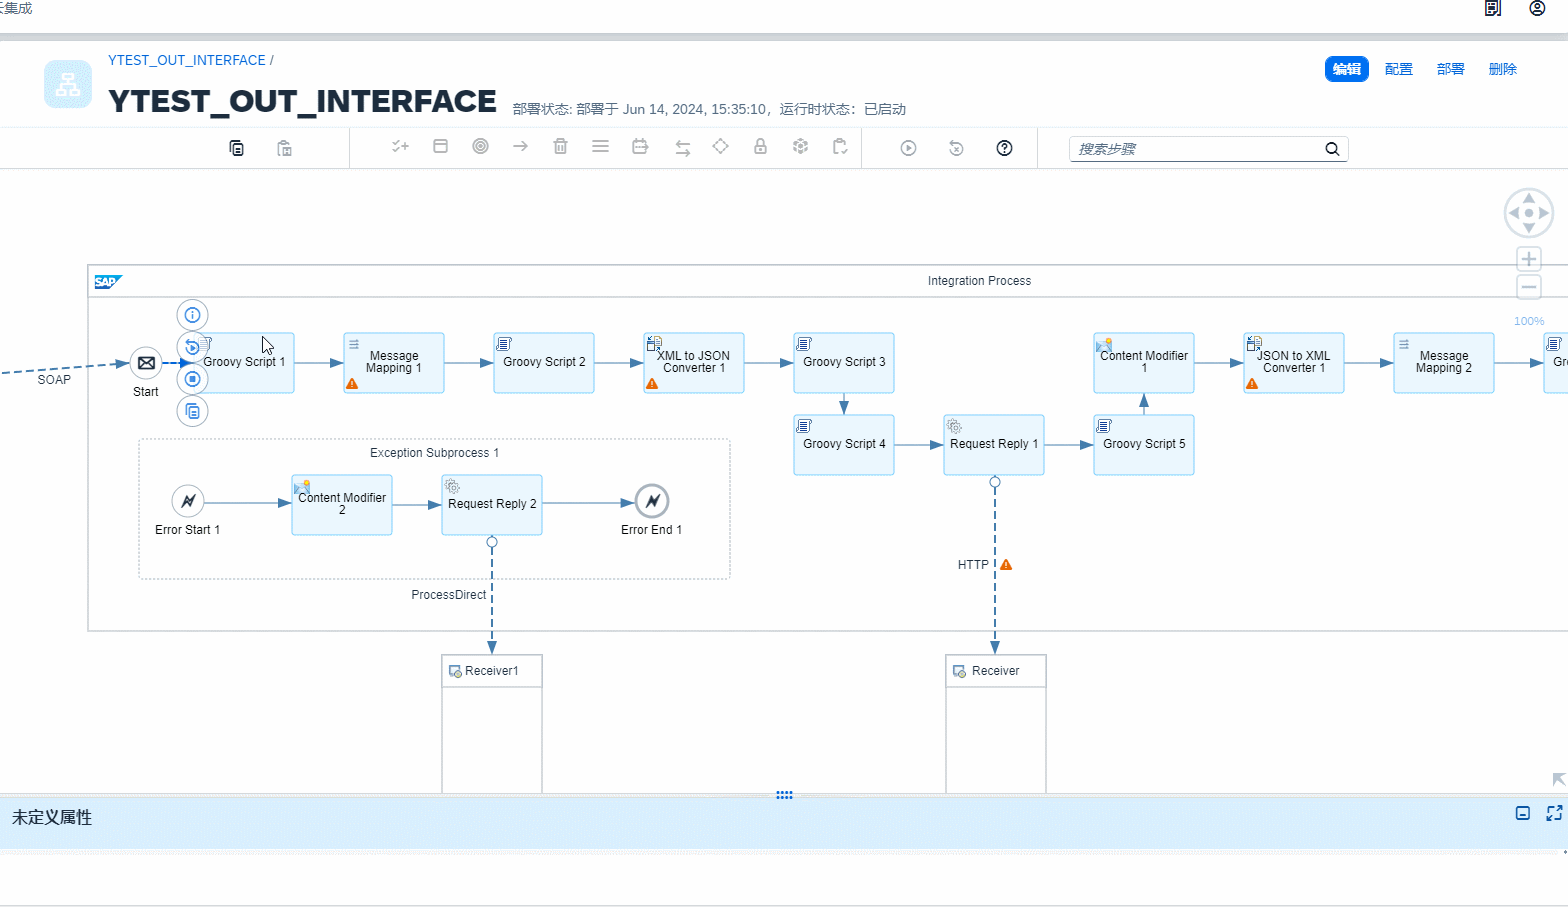 集成
YTEST_OUT_INTERFACE /
YTEST_OUT_INTERFACE
部署状态: 部署于 Jun 14, 2024, 15:35:10，运行时状态：已启动
编辑
配置
部署
删除
搜索步骤
SAP
Integration Process
100%
SOAP
Start
Groovy Script 1
Message
Mapping 1
Groovy Script 2
XML to JSON
Converter 1
Groovy Script 3
Content Modifier
1
JSON to XML
Converter 1
Message
Mapping 2
Gro
Groovy Script 4
Request Reply 1
Groovy Script 5
Exception Subprocess 1
Error Start 1
Content Modifier
2
Request Reply 2
Error End 1
HTTP
ProcessDirect
Receiver1
Receiver
未定义属性